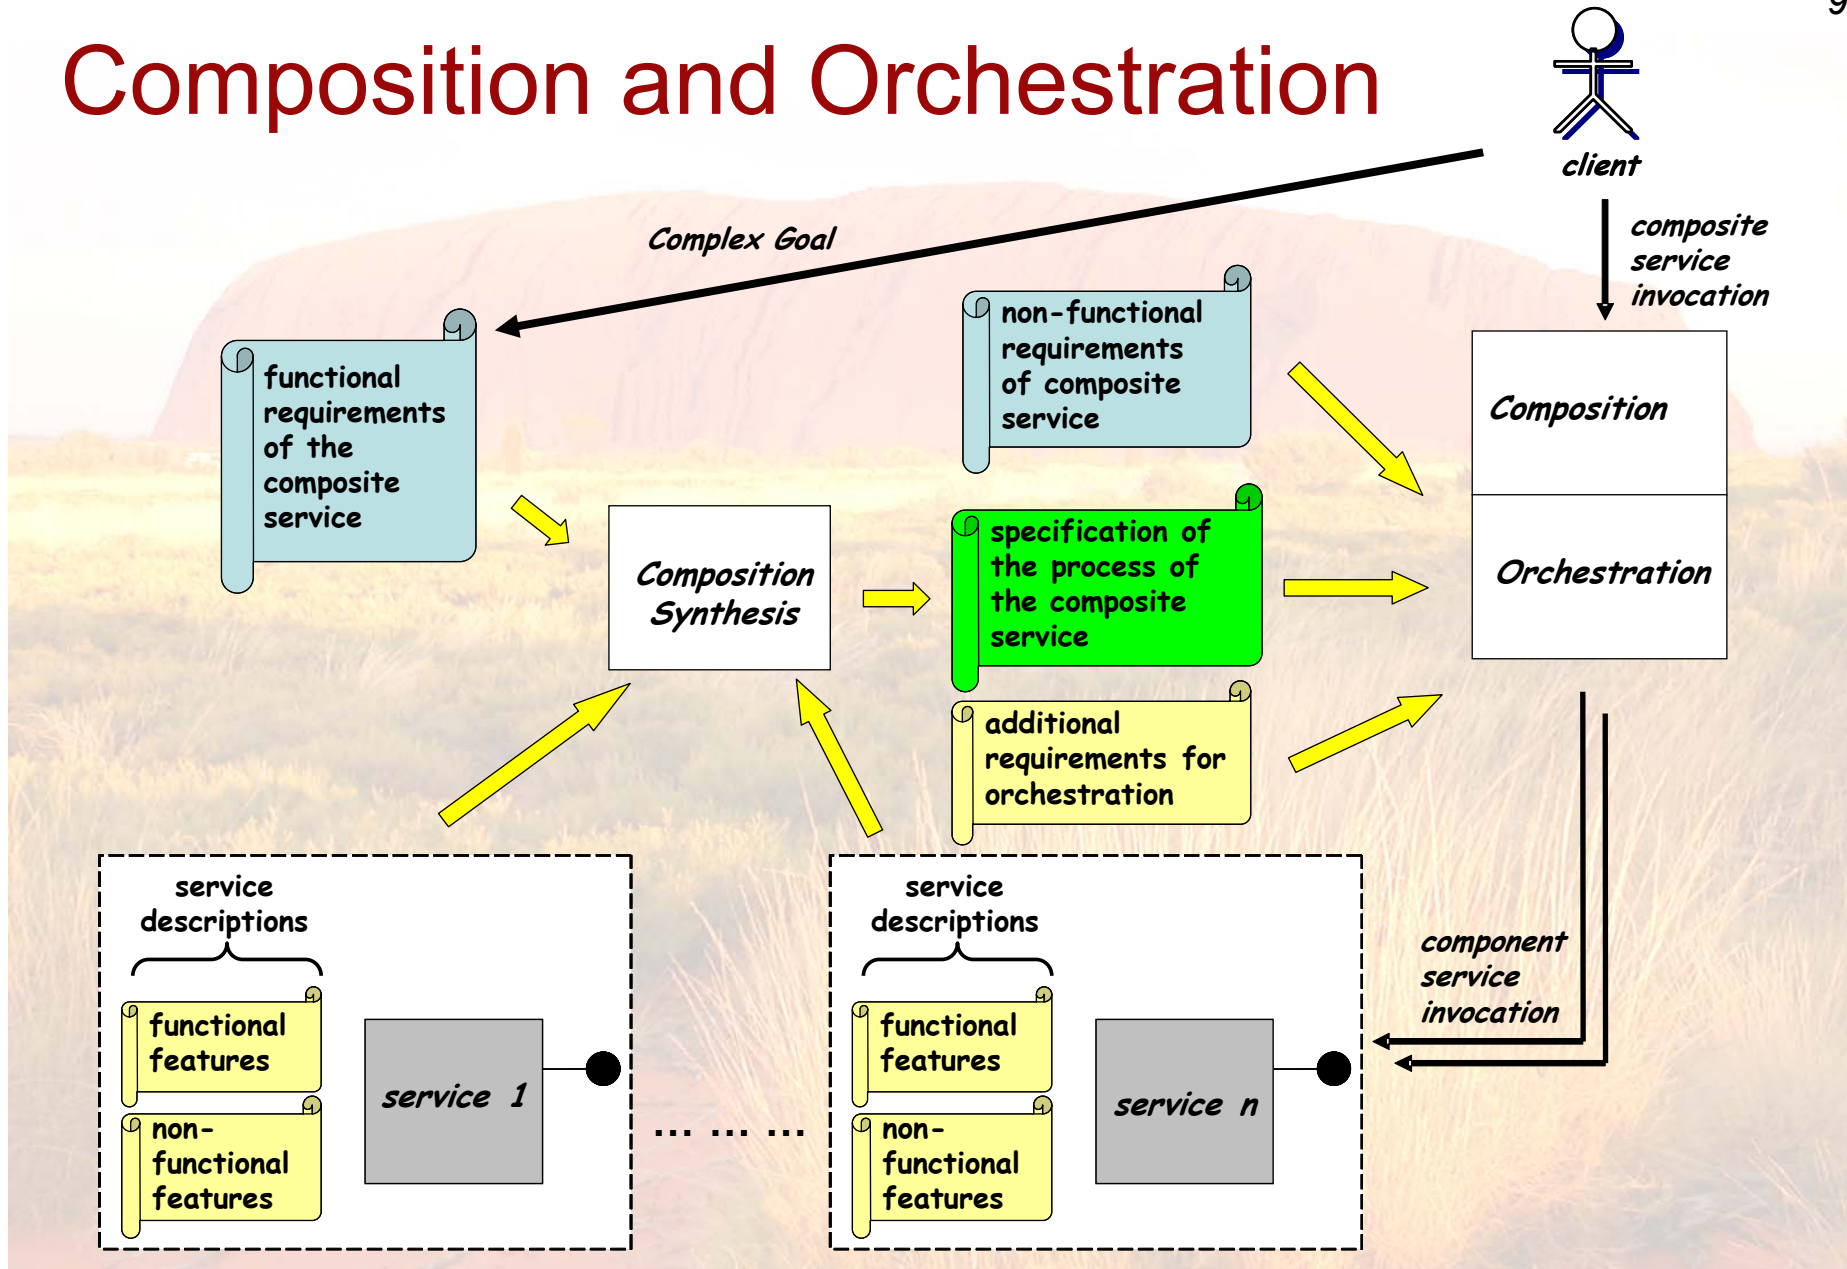 9
Composition and Orchestration
client
Complex Goal
composite
service
invocation
functional
requirements
of the
composite
service
non-functional
requirements
of composite
service
Composition
Composition
Synthesis
specification of
the process of
the composite
service
Orchestration
additional
requirements for
orchestration
service
descriptions
functional
features
non-
functional
features
service 1
... ... ...
service
descriptions
functional
features
non-
functional
features
service n
component
service
invocation